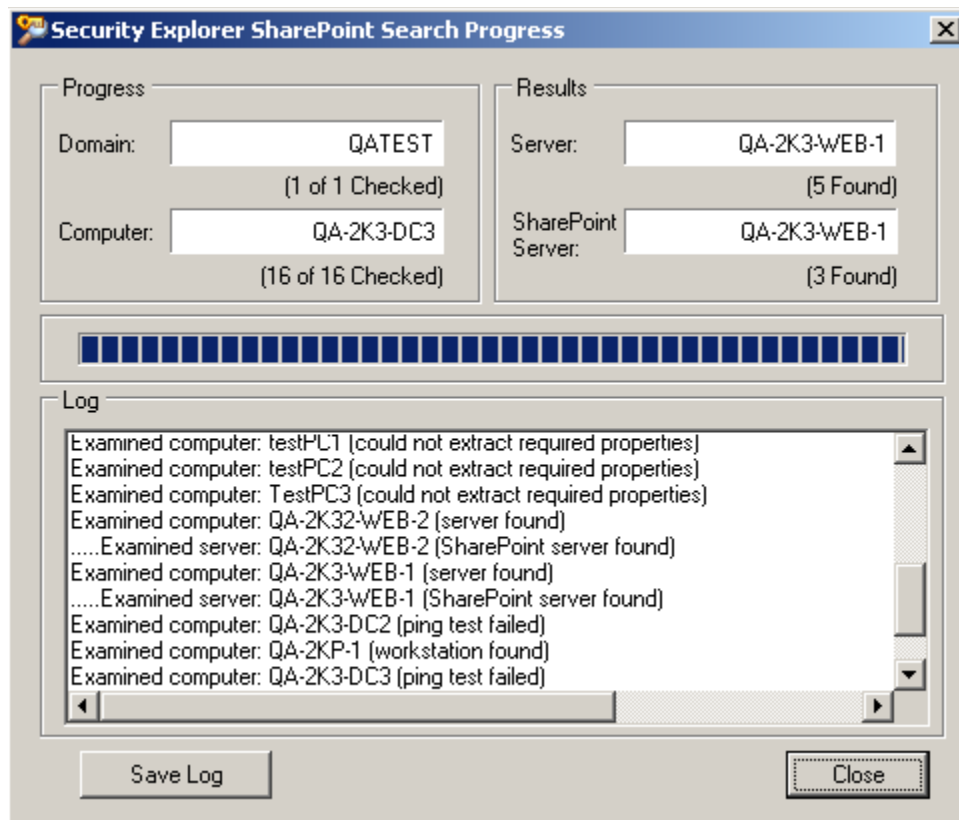 Security Explorer SharePoint Search Progress
Progress
Domain: QATEST
(1 of 1 Checked)
Computer: QA-2K3-DC3
(16 of 16 Checked)
Results
Server: QA-2K3-WEB-1
(5 Found)
SharePoint
Server: QA-2K3-WEB-1
(3 Found)
Log
Examined computer: testPC1 (could not extract required properties)
Examined computer: testPC2 (could not extract required properties)
Examined computer: TestPC3 (could not extract required properties)
Examined computer: QA-2K32-WEB-2 (server found)
.....Examined server: QA-2K32-WEB-2 (SharePoint server found)
Examined computer: QA-2K3-WEB-1 (server found)
.....Examined server: QA-2K3-WEB-1 (SharePoint server found)
Examined computer: QA-2K3-DC2 (ping test failed)
Examined computer: QA-2KP-1 (workstation found)
Examined computer: QA-2K3-DC3 (ping test failed)
Save Log
Close